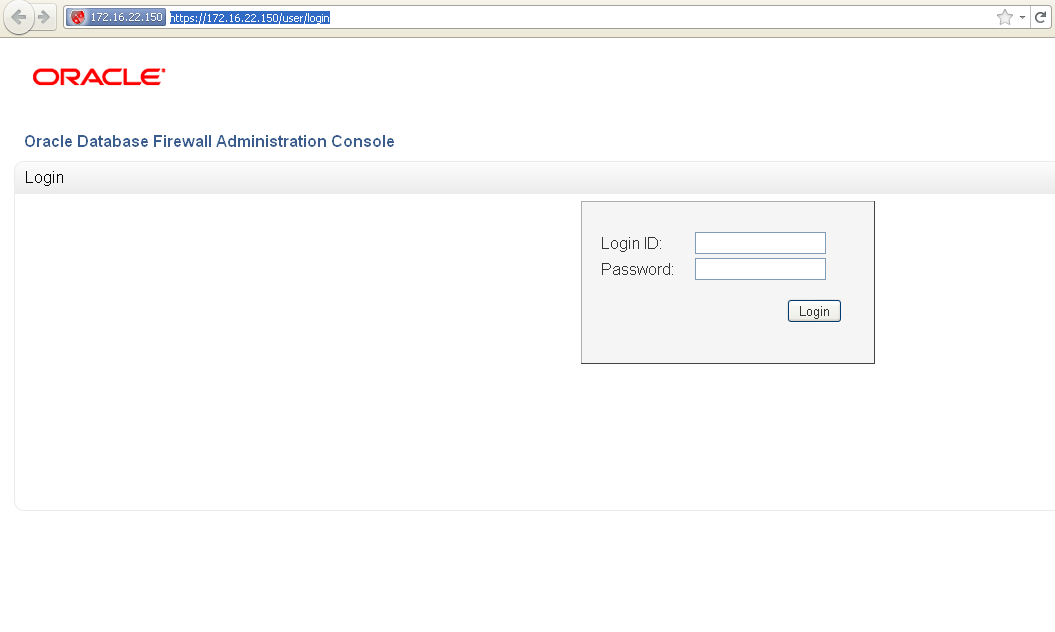 172.16.22.150 https://172.16.22.150/user/login
ORACLE
Oracle Database Firewall Administration Console
Login
Login ID:
Password:
Login